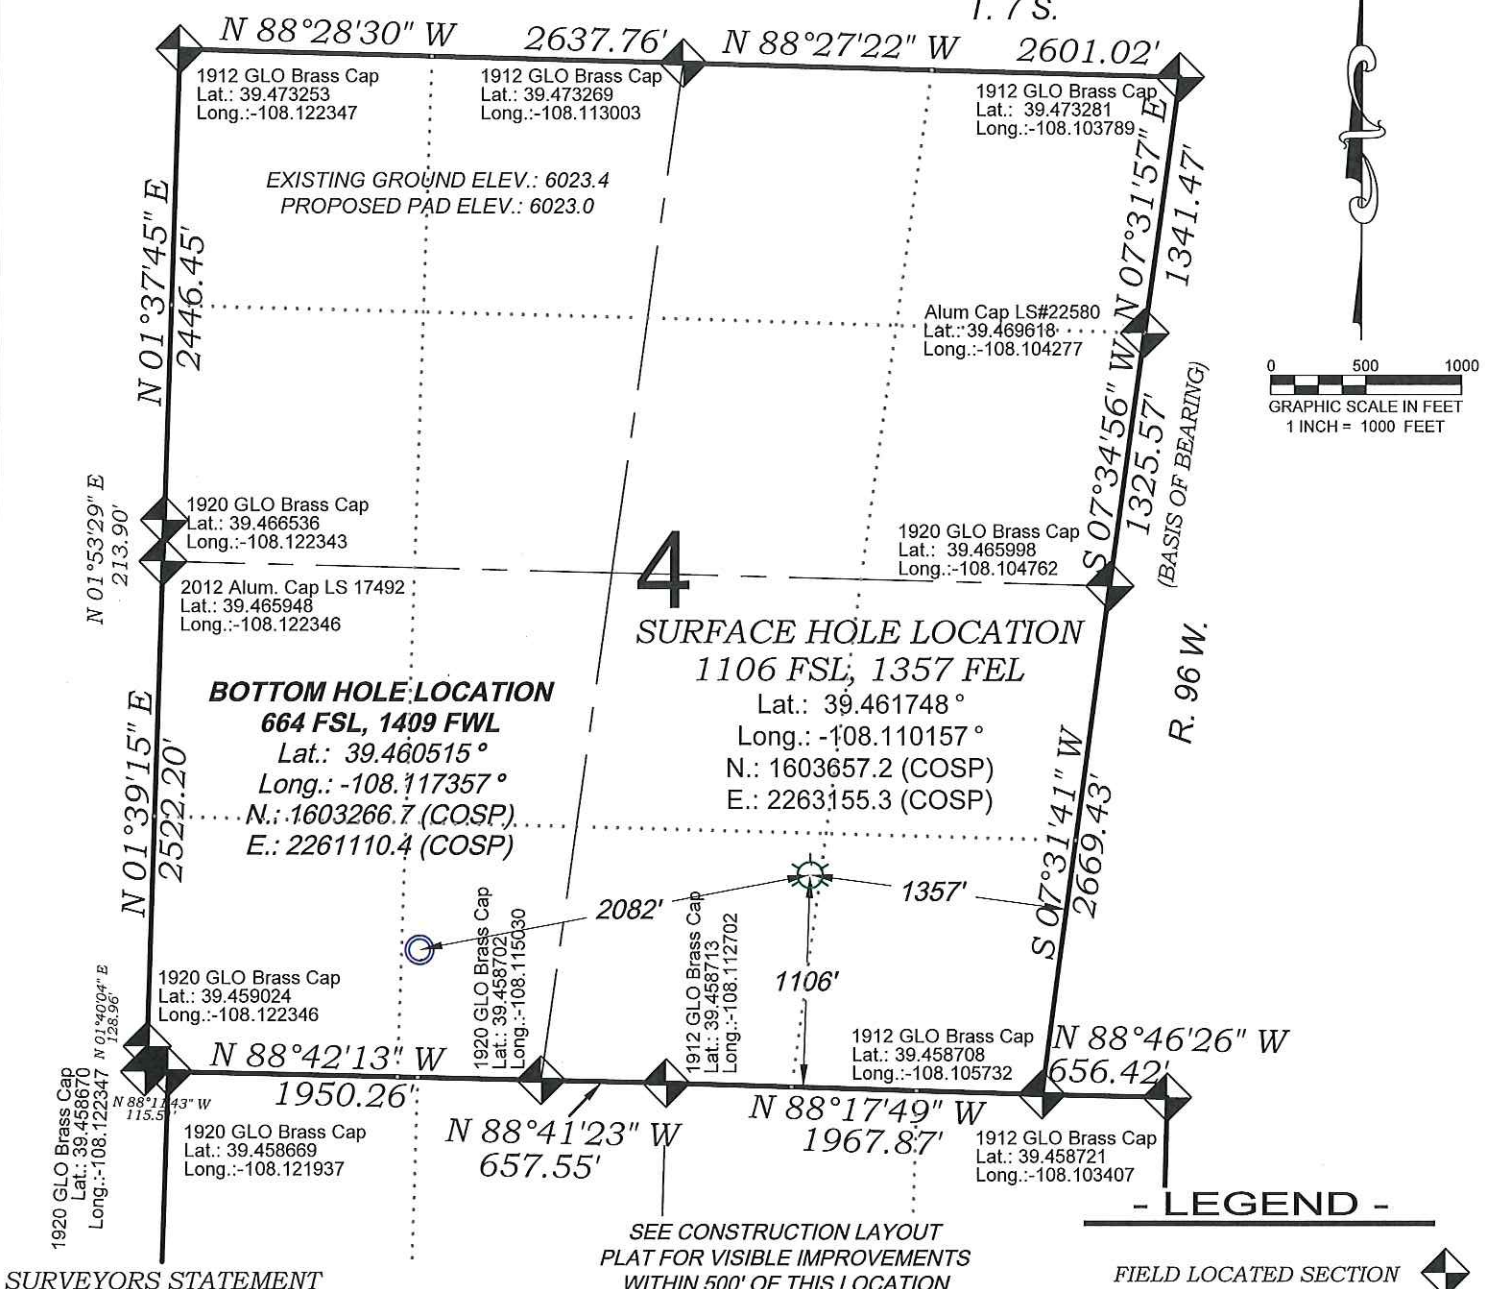 T. 7 S.
N 88°28'30" W 2637.76' N 88°27'22" W 2601.02'
1912 GLO Brass Cap
Lat.: 39.473253
Long.:-108.122347
1912 GLO Brass Cap
Lat.: 39.473269
Long.:-108.113003
1912 GLO Brass Cap
Lat.: 39.473281
Long.:-108.103789
EXISTING GROUND ELEV.: 6023.4
PROPOSED PAD ELEV.: 6023.0
N 01°37'45" E
2446.45'
N 07°31'57" E
1341.47'
Alum Cap LS#22580
Lat.: 39.469618
Long.:-108.104277
0 500 1000
GRAPHIC SCALE IN FEET
1 INCH = 1000 FEET
S 07°34'56" W
1325.57'
(BASIS OF BEARING)
N 01°53'29" E
213.90'
1920 GLO Brass Cap
Lat.: 39.466536
Long.:-108.122343
1920 GLO Brass Cap
Lat.: 39.465998
Long.:-108.104762
4
2012 Alum. Cap LS 17492
Lat.: 39.465948
Long.:-108.122346
SURFACE HOLE LOCATION
1106 FSL, 1357 FEL
Lat.: 39.461748°
Long.: -108.110157°
N.: 1603657.2 (COSP)
E.: 2263155.3 (COSP)
R. 96 W.
BOTTOM HOLE LOCATION
664 FSL, 1409 FWL
Lat.: 39.460515°
Long.: -108.117357°
N.: 1603266.7 (COSP)
E.: 2261110.4 (COSP)
N 01°39'15" E
2522.20'
S 07°31'41" W
2669.43'
2082'
1357'
1106'
1920 GLO Brass Cap
Lat.: 39.458702
Long.:-108.115030
1912 GLO Brass Cap
Lat.: 39.458713
Long.:-108.112702
1920 GLO Brass Cap
Lat.: 39.459024
Long.:-108.122346
N 01°40'04" E
128.96'
1912 GLO Brass Cap
Lat.: 39.458708
Long.:-108.105732
N 88°46'26" W
656.42'
N 88°42'13" W
1950.26'
1920 GLO Brass Cap
Lat.: 39.458670
Long.:-108.122347
N 88°11'43" W
1920 GLO Brass Cap
Lat.: 39.458669
Long.:-108.121937
N 88°41'23" W
657.55'
N 88°17'49" W
1967.87'
1912 GLO Brass Cap
Lat.: 39.458721
Long.:-108.103407
- LEGEND -
SEE CONSTRUCTION LAYOUT
PLAT FOR VISIBLE IMPROVEMENTS
WITHIN 500' OF THIS LOCATION
SURVEYORS STATEMENT
FIELD LOCATED SECTION